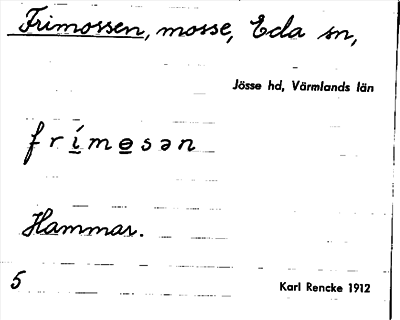 Frimossen, mosse, Eda sn,
Jösse hd, Värmlands län
frímosən
Hammar.
5
Karl Rencke 1912